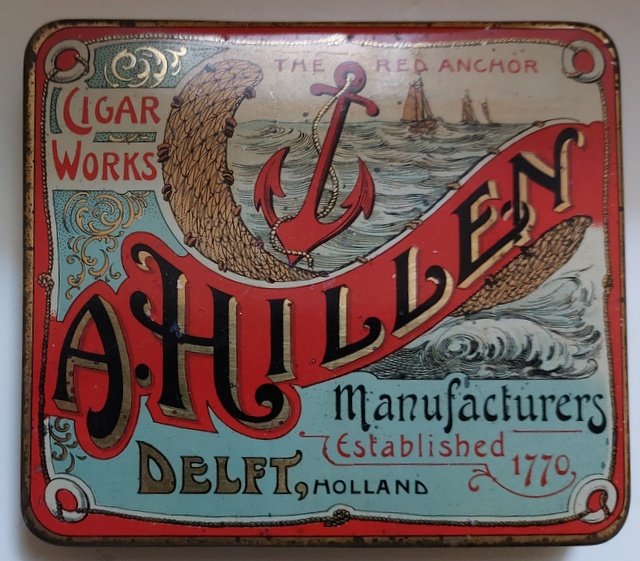 THE RED ANCHOR
CIGAR
WORKS
A. HILLEN
Manufacturers
Established
1770,
DELFT, HOLLAND